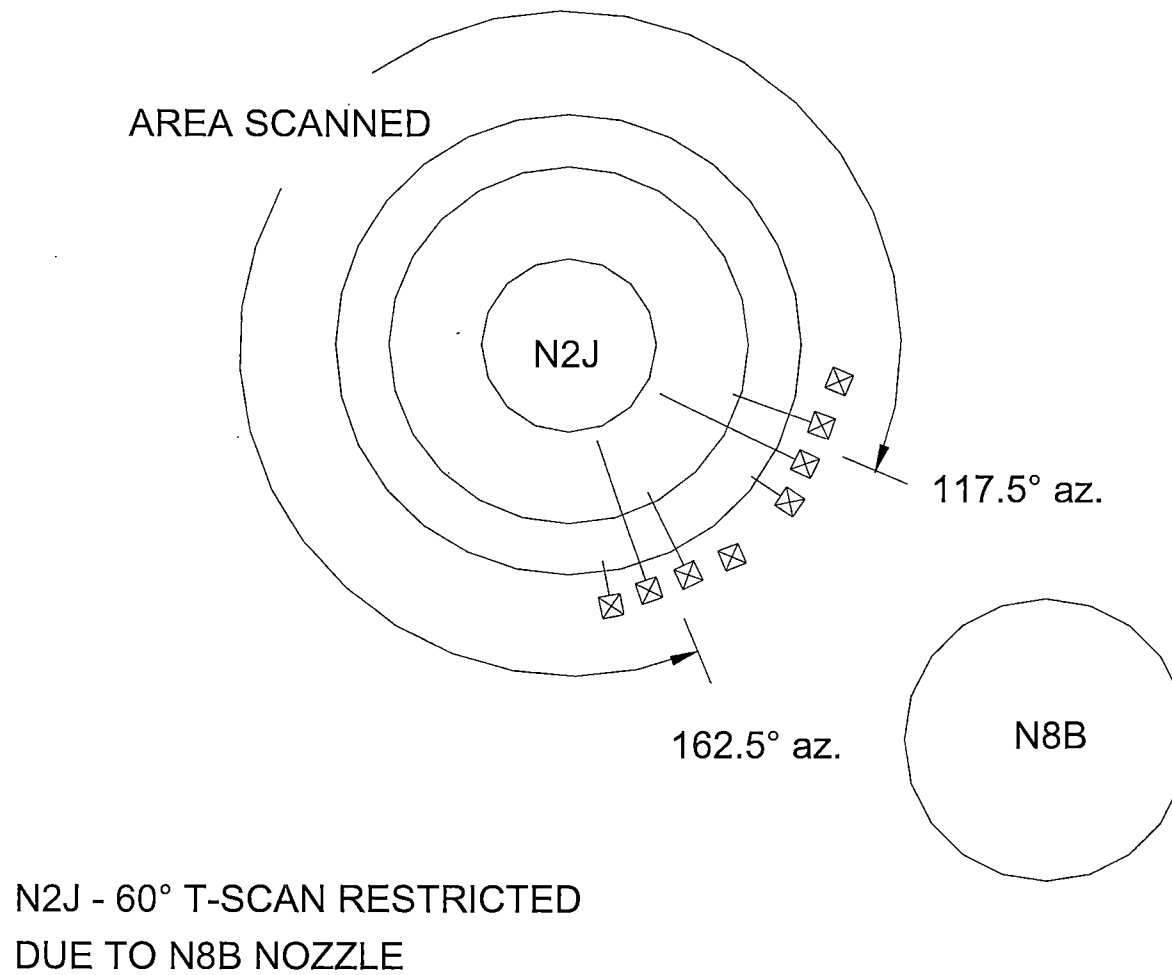 AREA SCANNED
N2J
117.5° az.
162.5° az.
N8B
N2J - 60° T-SCAN RESTRICTED
DUE TO N8B NOZZLE